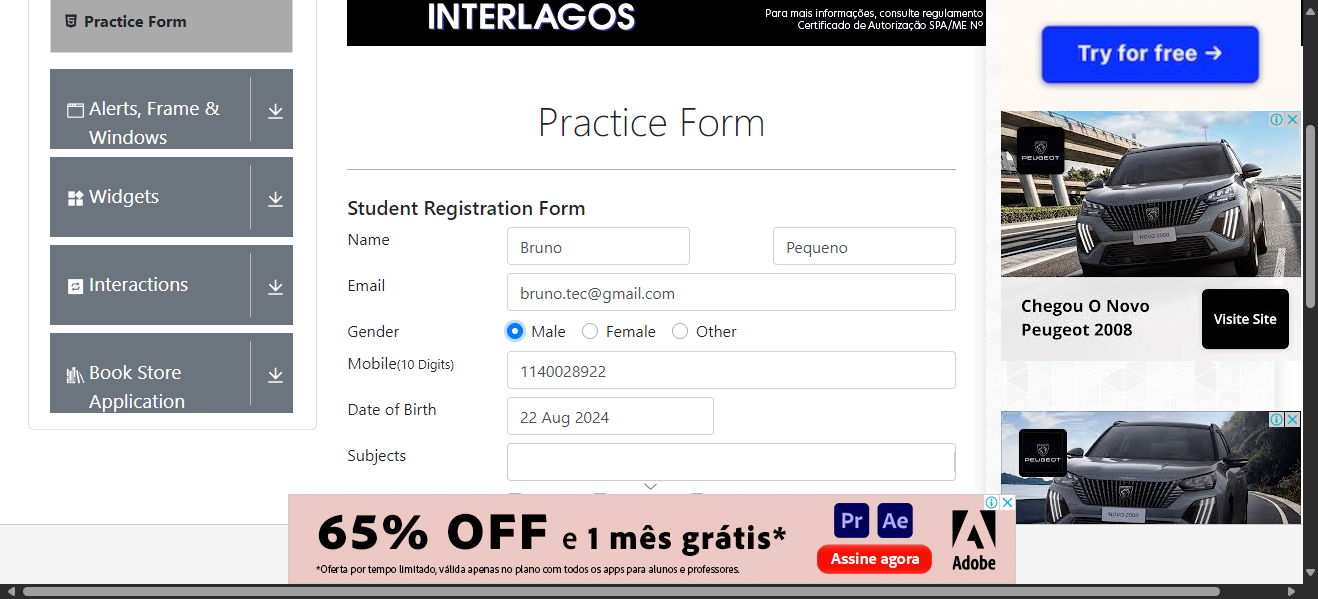 Practice Form
Alerts, Frame &
Windows
Widgets
Interactions
Book Store
Application
INTERLAGOS
Para mais informações, consulte regulamento
Certificado de Autorização SPA/ME Nº
Practice Form
Student Registration Form
Name
Bruno
Pequeno
Email
bruno.tec@gmail.com
Gender
Male
Female
Other
Mobile(10 Digits)
1140028922
Date of Birth
22 Aug 2024
Subjects
65% OFF e 1 mês grátis*
*Oferta por tempo limitado, válida apenas no plano com todos os apps para alunos e professores.
Pr
Ae
Assine agora
Adobe
Try for free →
PEUGEOT
NOVO 2008
Chegou O Novo
Peugeot 2008
Visite Site
PEUGEOT
NOVO 2008